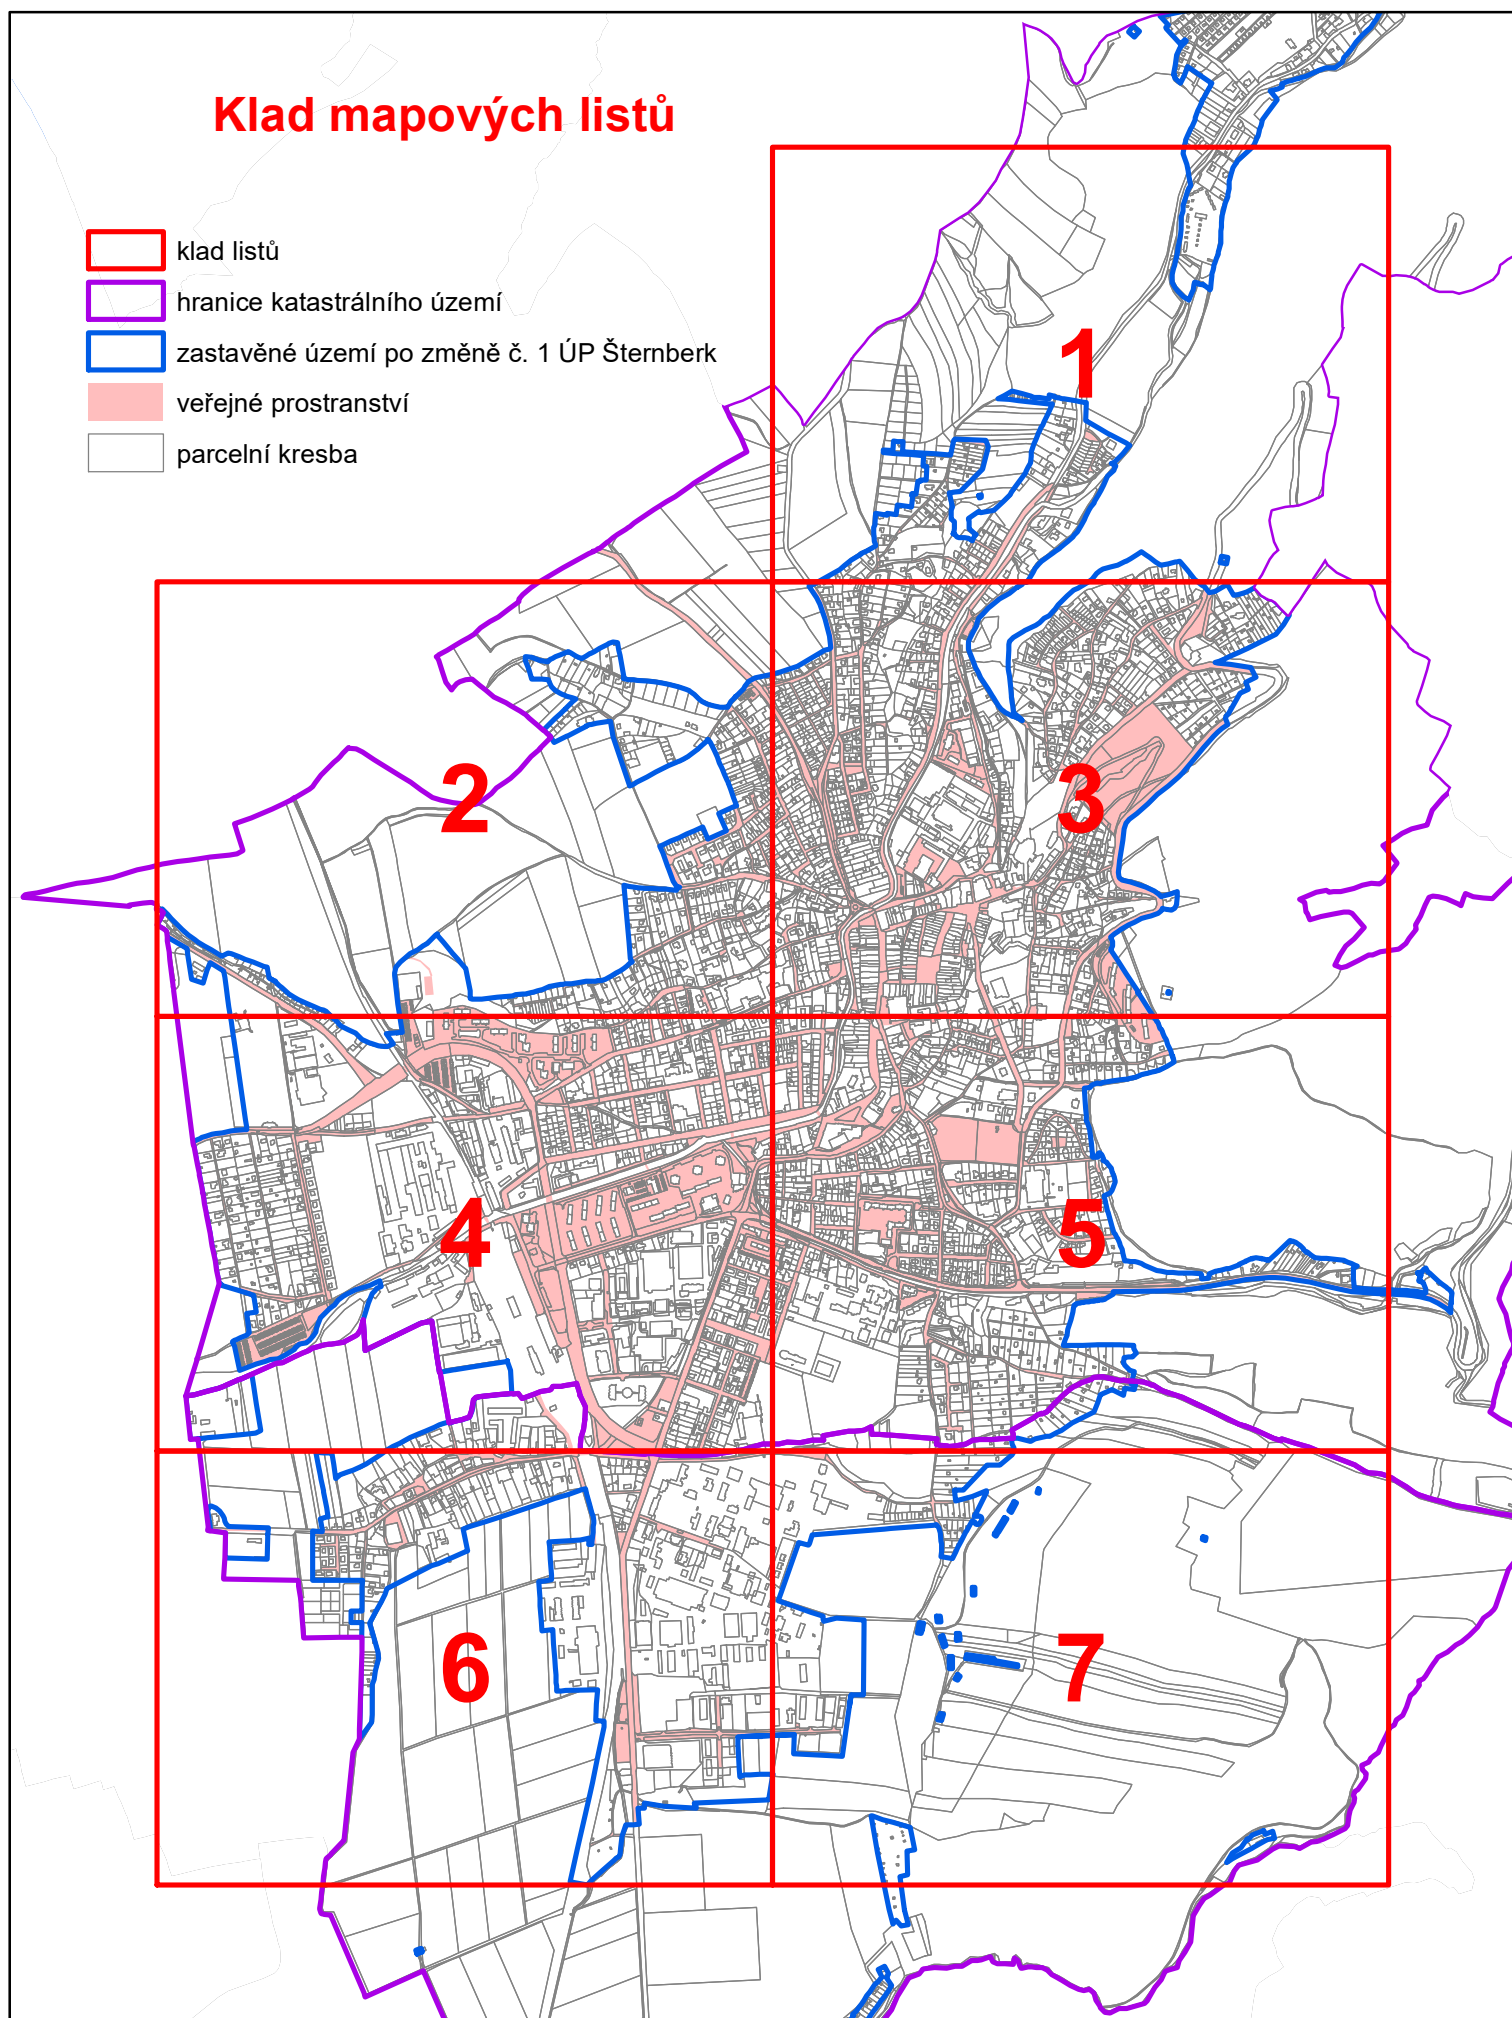 Klad mapových listů
klad listů
hranice katastrálního území
zastavěné území po změně č. 1 ÚP Šternberk
veřejné prostranství
parcelní kresba
1
2
3
4
5
6
7